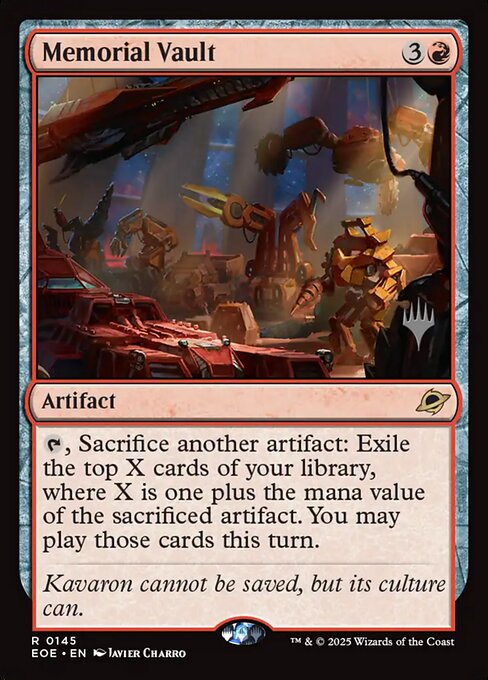 Memorial Vault 3
Artifact
, Sacrifice another artifact: Exile
the top X cards of your library,
where X is one plus the mana value
of the sacrificed artifact. You may
play those cards this turn.
Kavaron cannot be saved, but its culture
can.
R 0145
EOE • EN Javier Charro
™ & © 2025 Wizards of the Coast